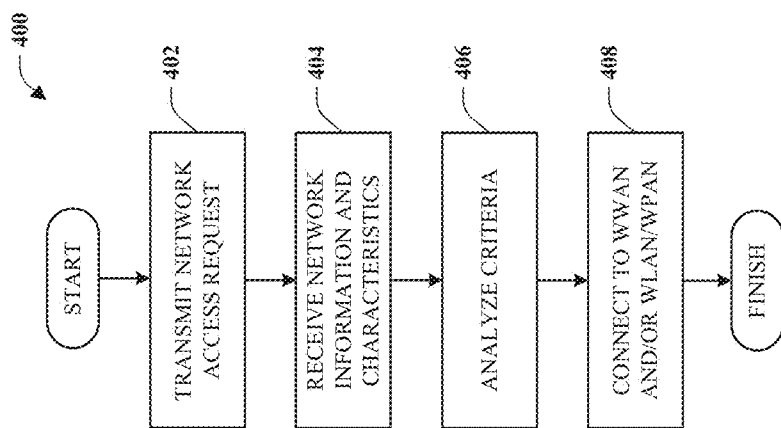 400
START
402
TRANSMIT NETWORK
ACCESS REQUEST
404
RECEIVE NETWORK
INFORMATION AND
CHARACTERISTICS
406
ANALYZE CRITERIA
408
CONNECT TO WWAN
AND/OR WLAN/WPAN
FINISH